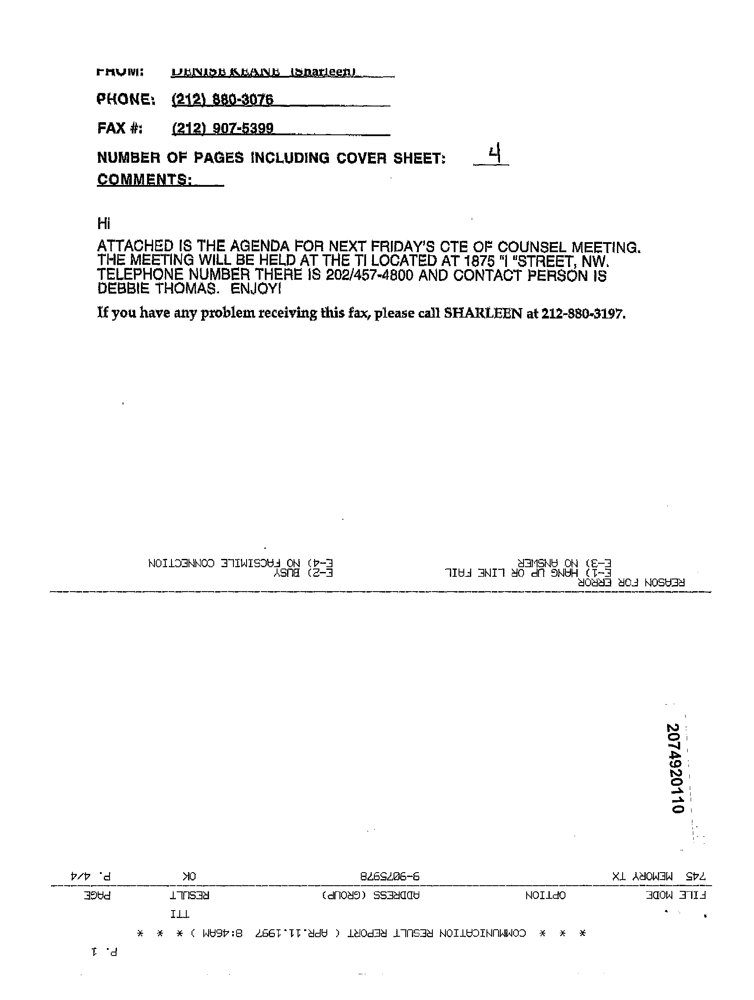 FROM: DENISE KEANE (Sharleen)
PHONE: (212) 880-3076
FAX #: (212) 907-5399
NUMBER OF PAGES INCLUDING COVER SHEET: 4
COMMENTS:
Hi
ATTACHED IS THE AGENDA FOR NEXT FRIDAY'S CTE OF COUNSEL MEETING.
THE MEETING WILL BE HELD AT THE TI LOCATED AT 1875 "I "STREET, NW.
TELEPHONE NUMBER THERE IS 202/457-4800 AND CONTACT PERSON IS
DEBBIE THOMAS. ENJOY!
If you have any problem receiving this fax, please call SHARLEEN at 212-880-3197.
P. 1
* * * COMMUNICATION RESULT REPORT ( APR.11.1997 8:46AM ) * * *
TTI
FILE MODE OPTION ADDRESS (GROUP) RESULT PAGE
745 MEMORY TX 9-9075978 OK P. 4/4
REASON FOR ERROR
E-1) HANG UP OR LINE FAIL E-2) BUSY
E-3) NO ANSWER E-4) NO FACSIMILE CONNECTION
2074920110